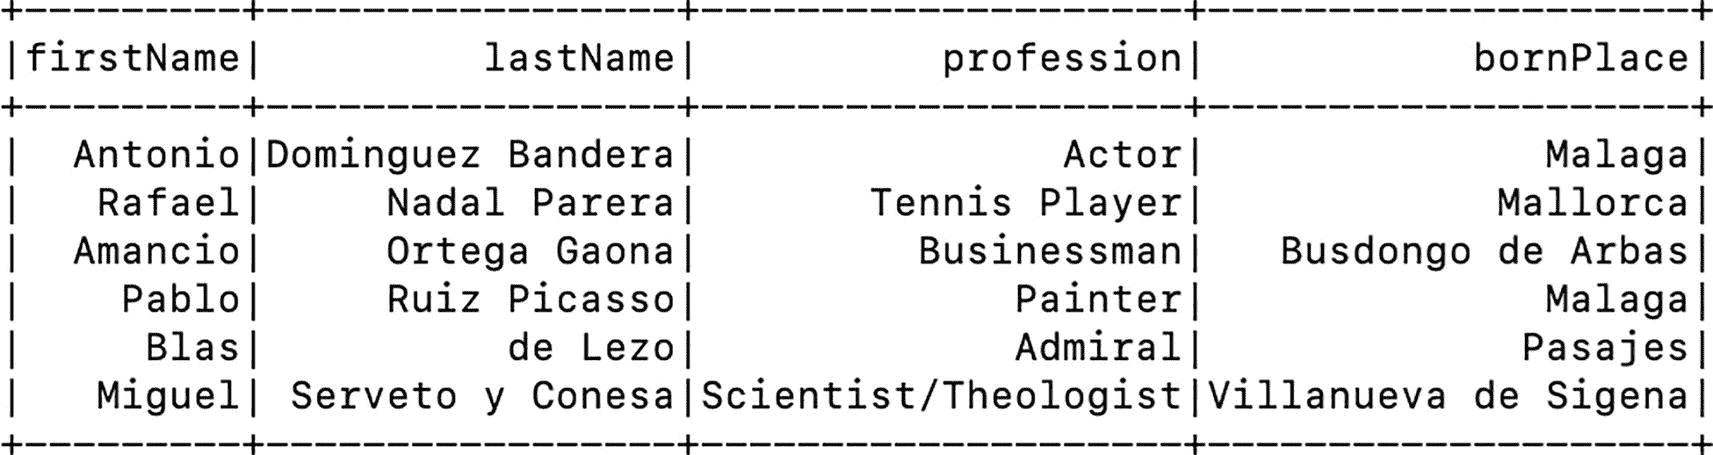 +---------+-----------------+--------------------+--------------------+
|firstName|         lastName|          profession|           bornPlace|
+---------+-----------------+--------------------+--------------------+
|  Antonio|Dominguez Bandera|               Actor|              Malaga|
|   Rafael|     Nadal Parera|       Tennis Player|            Mallorca|
|  Amancio|     Ortega Gaona|         Businessman|   Busdongo de Arbas|
|    Pablo|     Ruiz Picasso|             Painter|              Malaga|
|     Blas|          de Lezo|             Admiral|             Pasajes|
|   Miguel| Serveto y Conesa|Scientist/Theologist|Villanueva de Sigena|
+---------+-----------------+--------------------+--------------------+